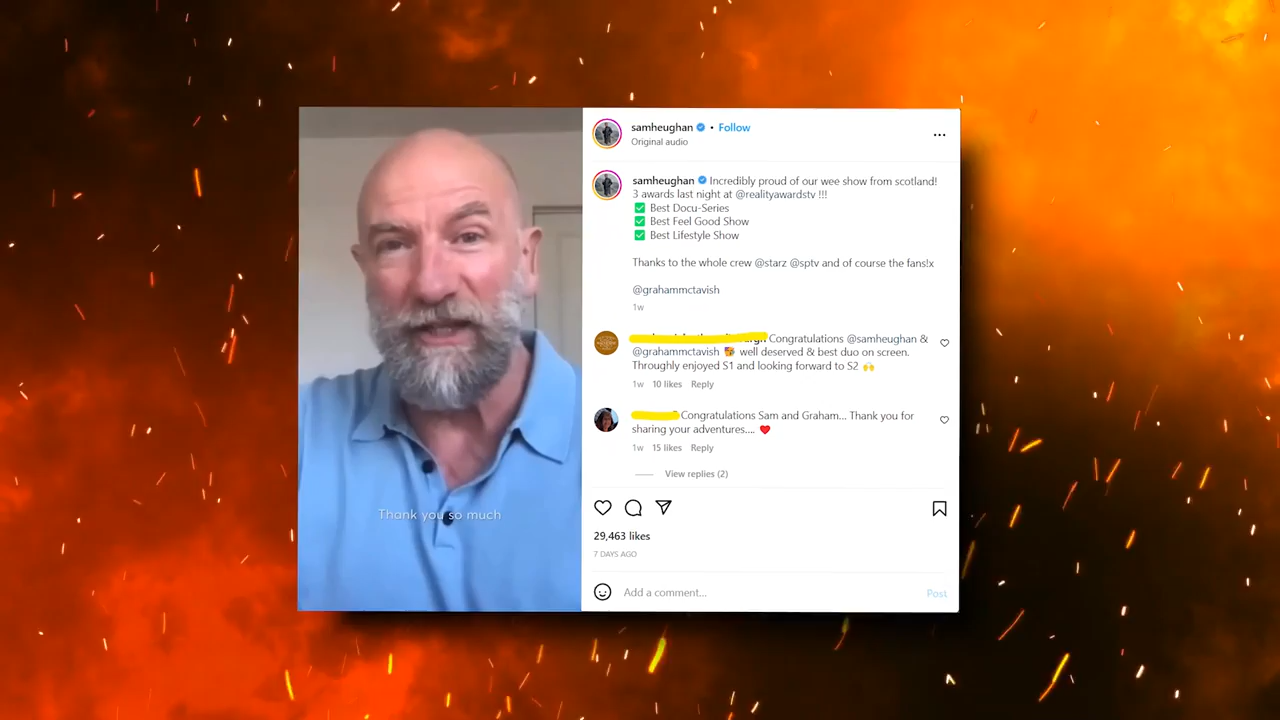 samheughan • Follow
Original audio
samheughan Incredibly proud of our wee show from scotland!
3 awards last night at @realityawardstv !!!
✅ Best Docu-Series
✅ Best Feel Good Show
✅ Best Lifestyle Show
Thanks to the whole crew @starz @sptv and of course the fans!x
@grahammctavish
1w
Congratulations @samheughan &
@grahammctavish well deserved & best duo on screen.
Throughly enjoyed S1 and looking forward to S2 🙌
1w 10 likes Reply
Congratulations Sam and Graham... Thank you for
sharing your adventures.... ❤️
1w 15 likes Reply
View replies (2)
Thank you so much
29,463 likes
7 DAYS AGO
Add a comment...
Post